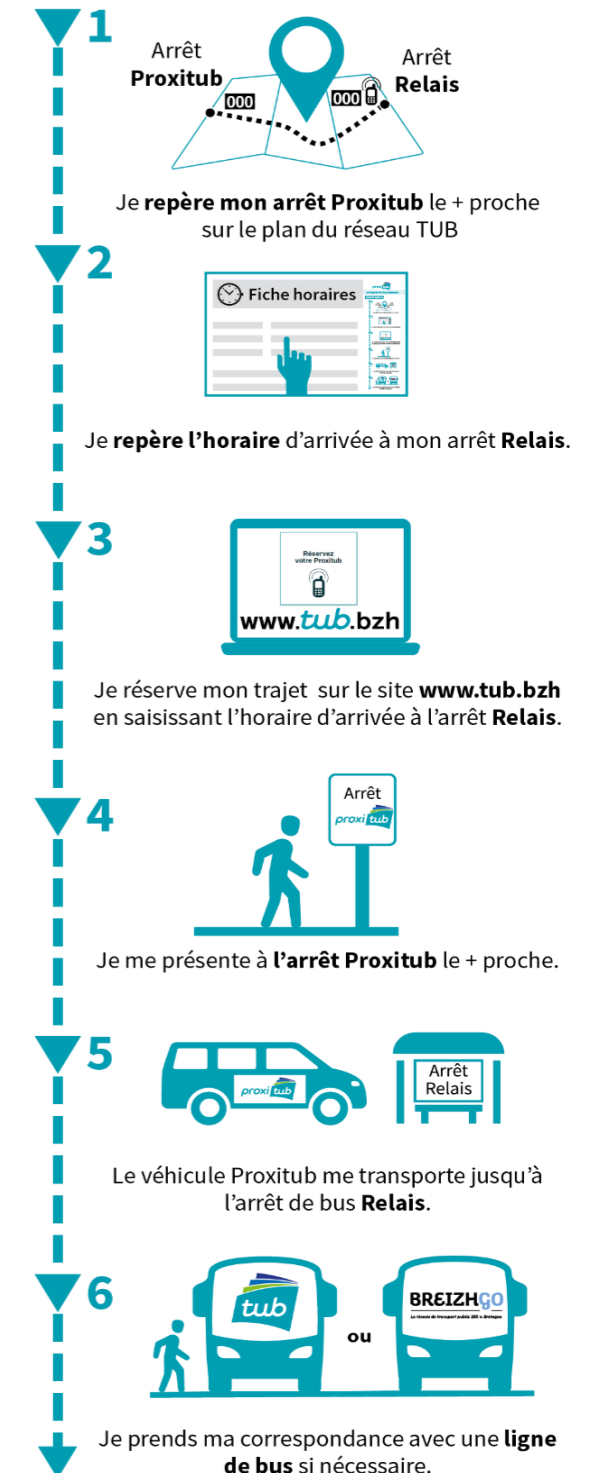 1
Arrêt
Proxitub
Arrêt
Relais
000
000
Je repère mon arrêt Proxitub le + proche
sur le plan du réseau TUB
2
Fiche horaires
Je repère l’horaire d’arrivée à mon arrêt Relais.
3
Réservez
votre Proxitub
www.tub.bzh
Je réserve mon trajet sur le site www.tub.bzh
en saisissant l’horaire d’arrivée à l’arrêt Relais.
4
Arrêt
proxitub
Je me présente à l’arrêt Proxitub le + proche.
5
proxitub
Arrêt
Relais
Le véhicule Proxitub me transporte jusqu’à
l’arrêt de bus Relais.
6
tub
ou
BREIZHGO
Je prends ma correspondance avec une ligne
de bus si nécessaire.